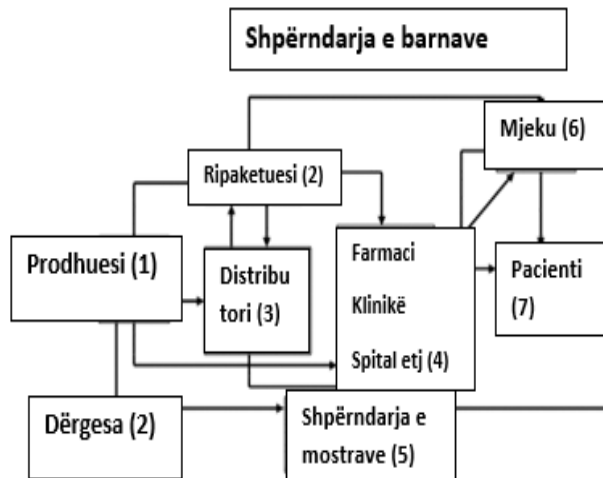 Shpërndarja e barnave
Mjeku (6)
Ripaketuesi (2)
Prodhuesi (1)
Distribu
tori (3)
Farmaci
Klinikë
Spital etj (4)
Pacienti
(7)
Dërgesa (2)
Shpërndarja e
mostrave (5)